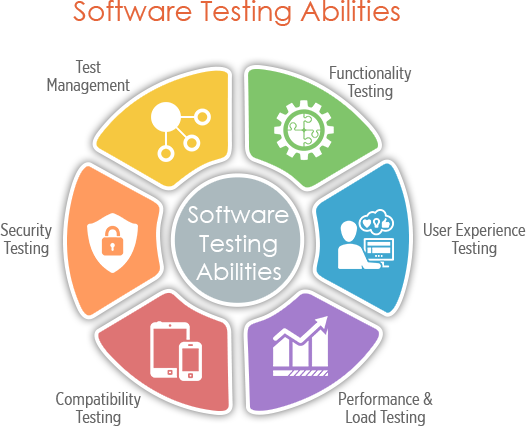 Software Testing Abilities
Test
Management
Functionality
Testing
Security
Testing
Software
Testing
Abilities
User Experience
Testing
Compatibility
Testing
Performance &
Load Testing